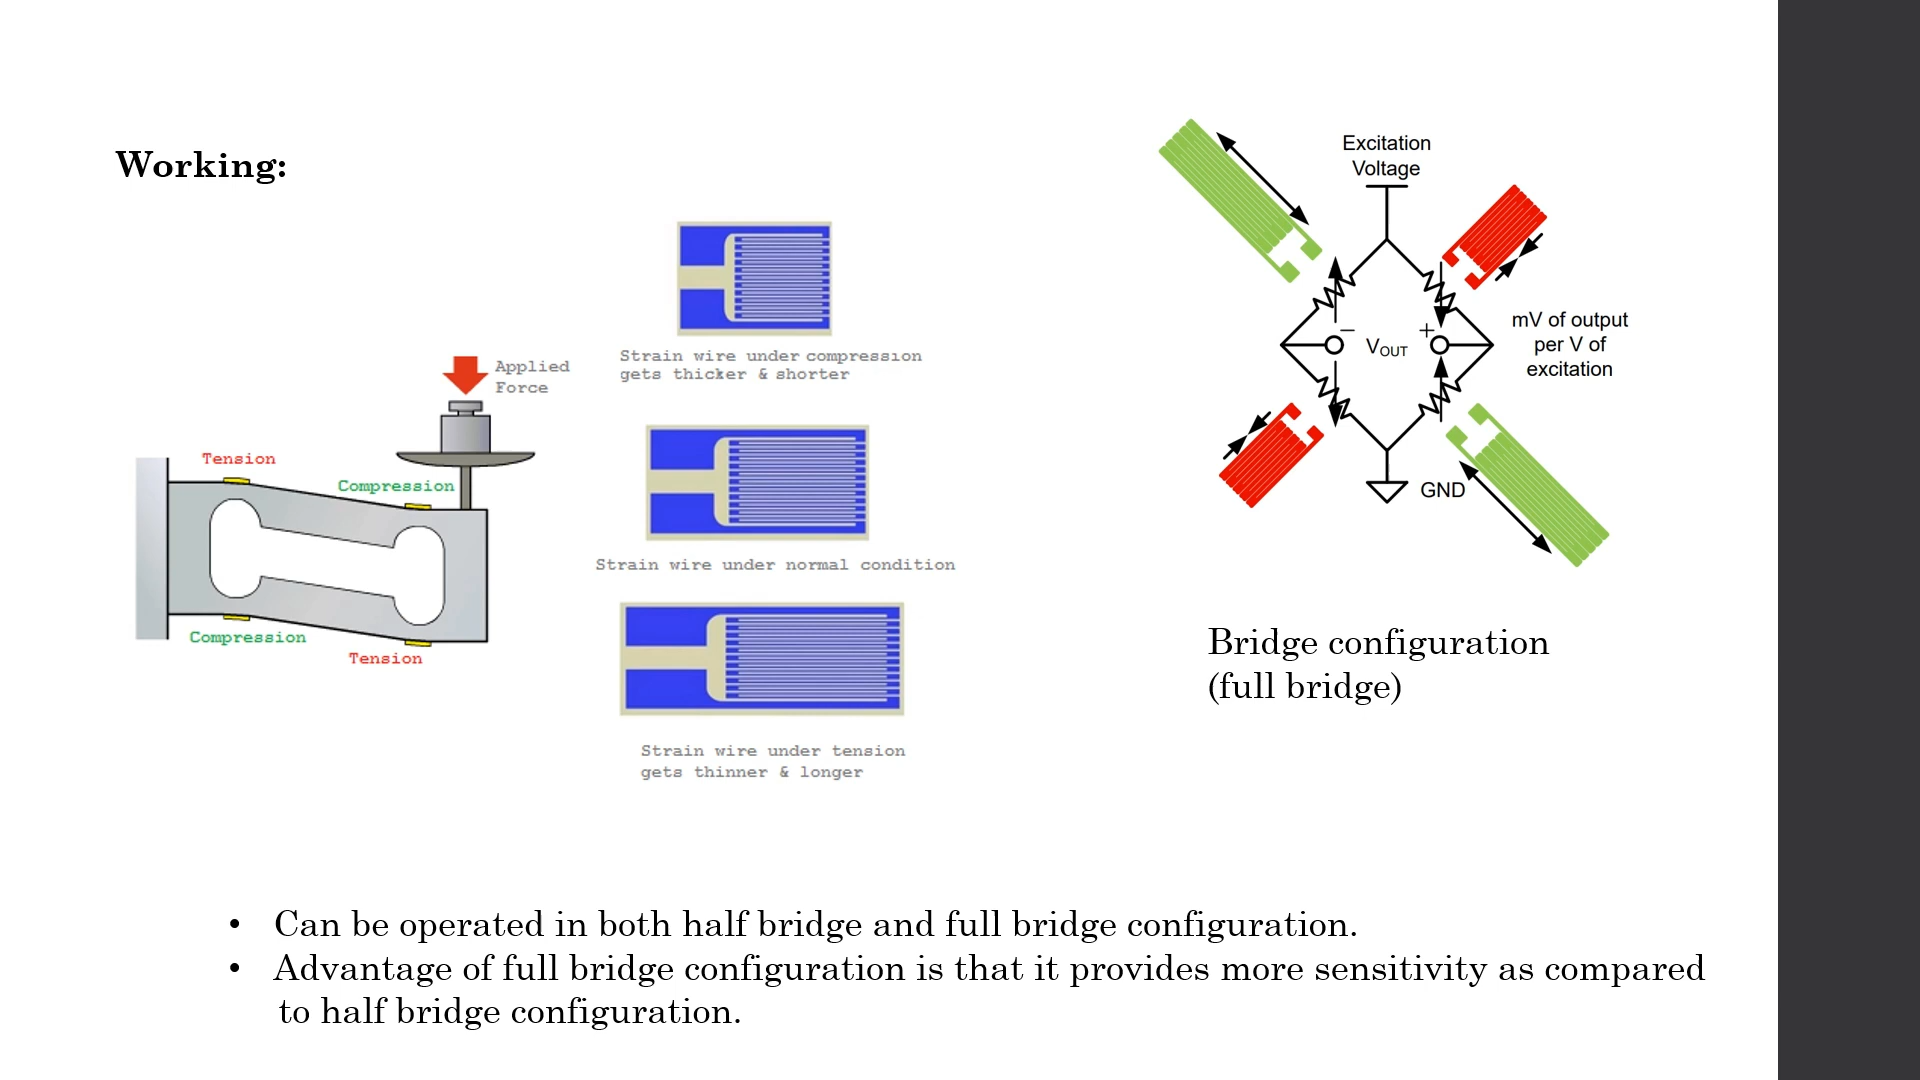 Working:
Applied
Force
Tension
Compression
Compression
Tension
Strain wire under compression
gets thicker & shorter
Strain wire under normal condition
Strain wire under tension
gets thinner & longer
Excitation
Voltage
− +
VOUT
mV of output
per V of
excitation
GND
Bridge configuration
(full bridge)
• Can be operated in both half bridge and full bridge configuration.
• Advantage of full bridge configuration is that it provides more sensitivity as compared
to half bridge configuration.